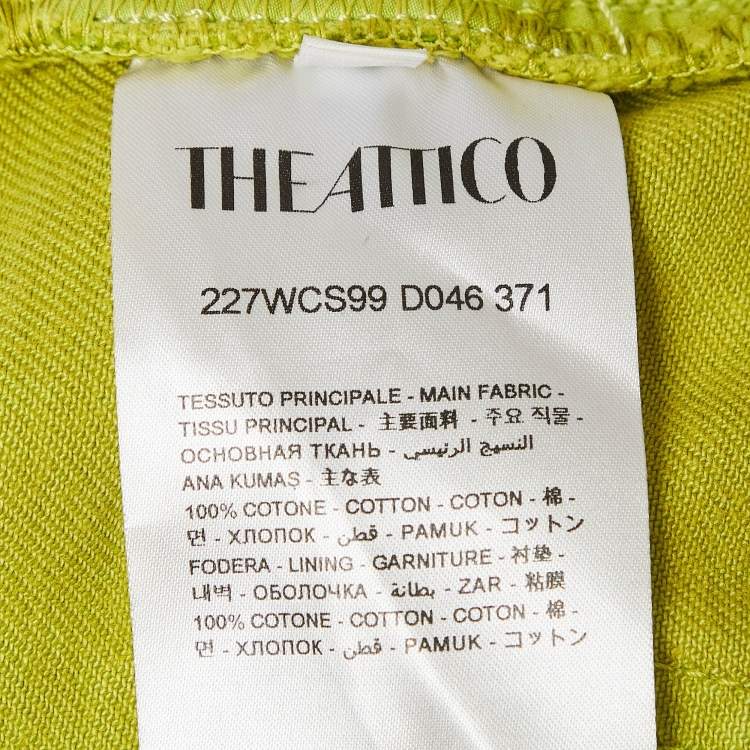 THE ATTICO
227WCS99 D046 371
TESSUTO PRINCIPALE - MAIN FABRIC -
TISSU PRINCIPAL - 主要面料 - 주요 직물 -
ОСНОВНАЯ ТКАНЬ - النسيج الرئيسي
ANA KUMAS - 主な表
100% COTONE - COTTON - COTON - 棉 -
면 - ХЛОПОК - قطن - PAMUK - コットン
FODERA - LINING - GARNITURE - 衬垫 -
내벽 - ОБОЛОЧКА - بطانة - ZAR - 粘膜
100% COTONE - COTTON - COTON - 棉 -
면 - ХЛОПОК - قطن - PAMUK - コットン